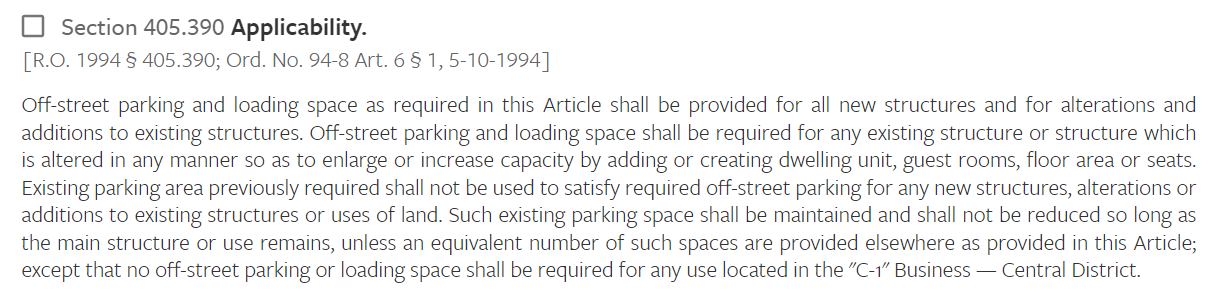 Section 405.390 Applicability.
[R.O. 1994 § 405.390; Ord. No. 94-8 Art. 6 § 1, 5-10-1994]
Off-street parking and loading space as required in this Article shall be provided for all new structures and for alterations and
additions to existing structures. Off-street parking and loading space shall be required for any existing structure or structure which
is altered in any manner so as to enlarge or increase capacity by adding or creating dwelling unit, guest rooms, floor area or seats.
Existing parking area previously required shall not be used to satisfy required off-street parking for any new structures, alterations or
additions to existing structures or uses of land. Such existing parking space shall be maintained and shall not be reduced so long as
the main structure or use remains, unless an equivalent number of such spaces are provided elsewhere as provided in this Article;
except that no off-street parking or loading space shall be required for any use located in the "C-1" Business — Central District.